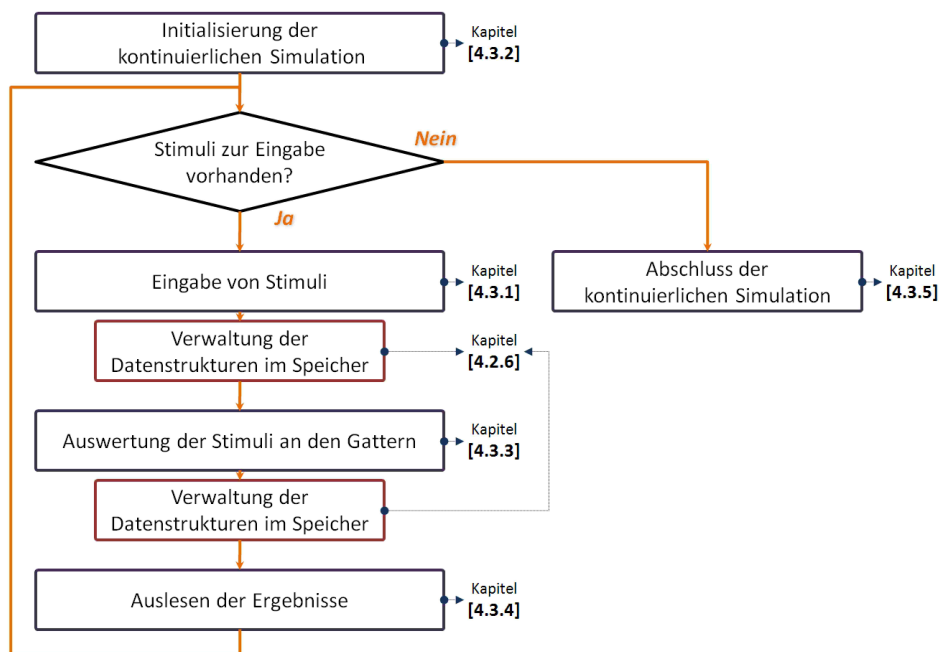 Initialisierung der
kontinuierlichen Simulation
Kapitel
[4.3.2]
Stimuli zur Eingabe
vorhanden?
Nein
Ja
Eingabe von Stimuli
Kapitel
[4.3.1]
Abschluss der
kontinuierlichen Simulation
Kapitel
[4.3.5]
Verwaltung der
Datenstrukturen im Speicher
Kapitel
[4.2.6]
Auswertung der Stimuli an den Gattern
Kapitel
[4.3.3]
Verwaltung der
Datenstrukturen im Speicher
Auslesen der Ergebnisse
Kapitel
[4.3.4]